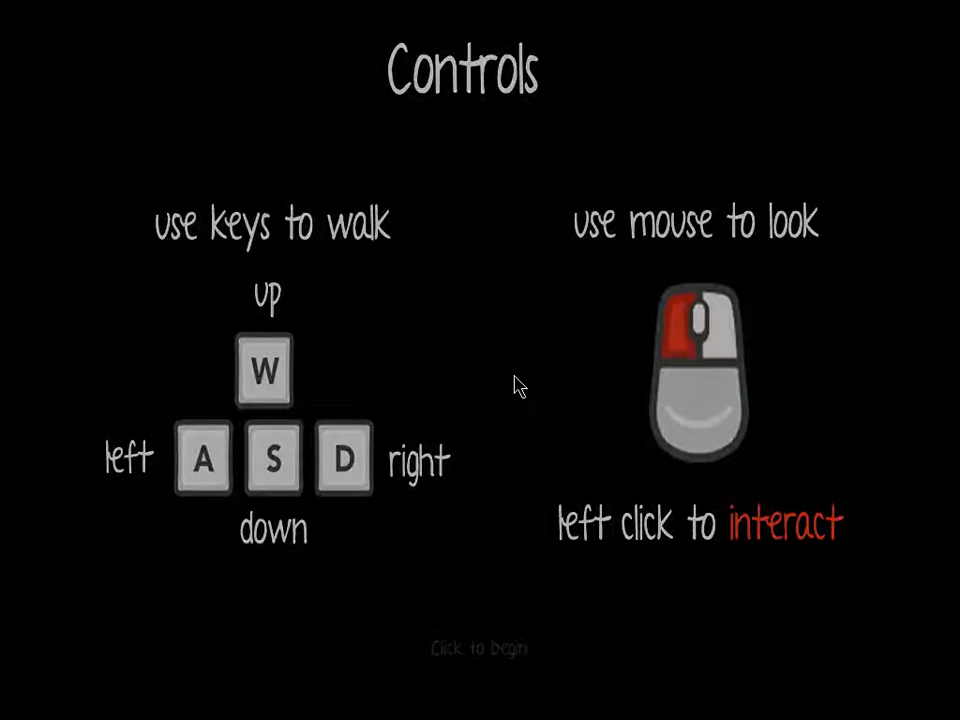 Controls
use keys to walk
up
W
left A S D right
down
use mouse to look
left click to interact
Click to begin